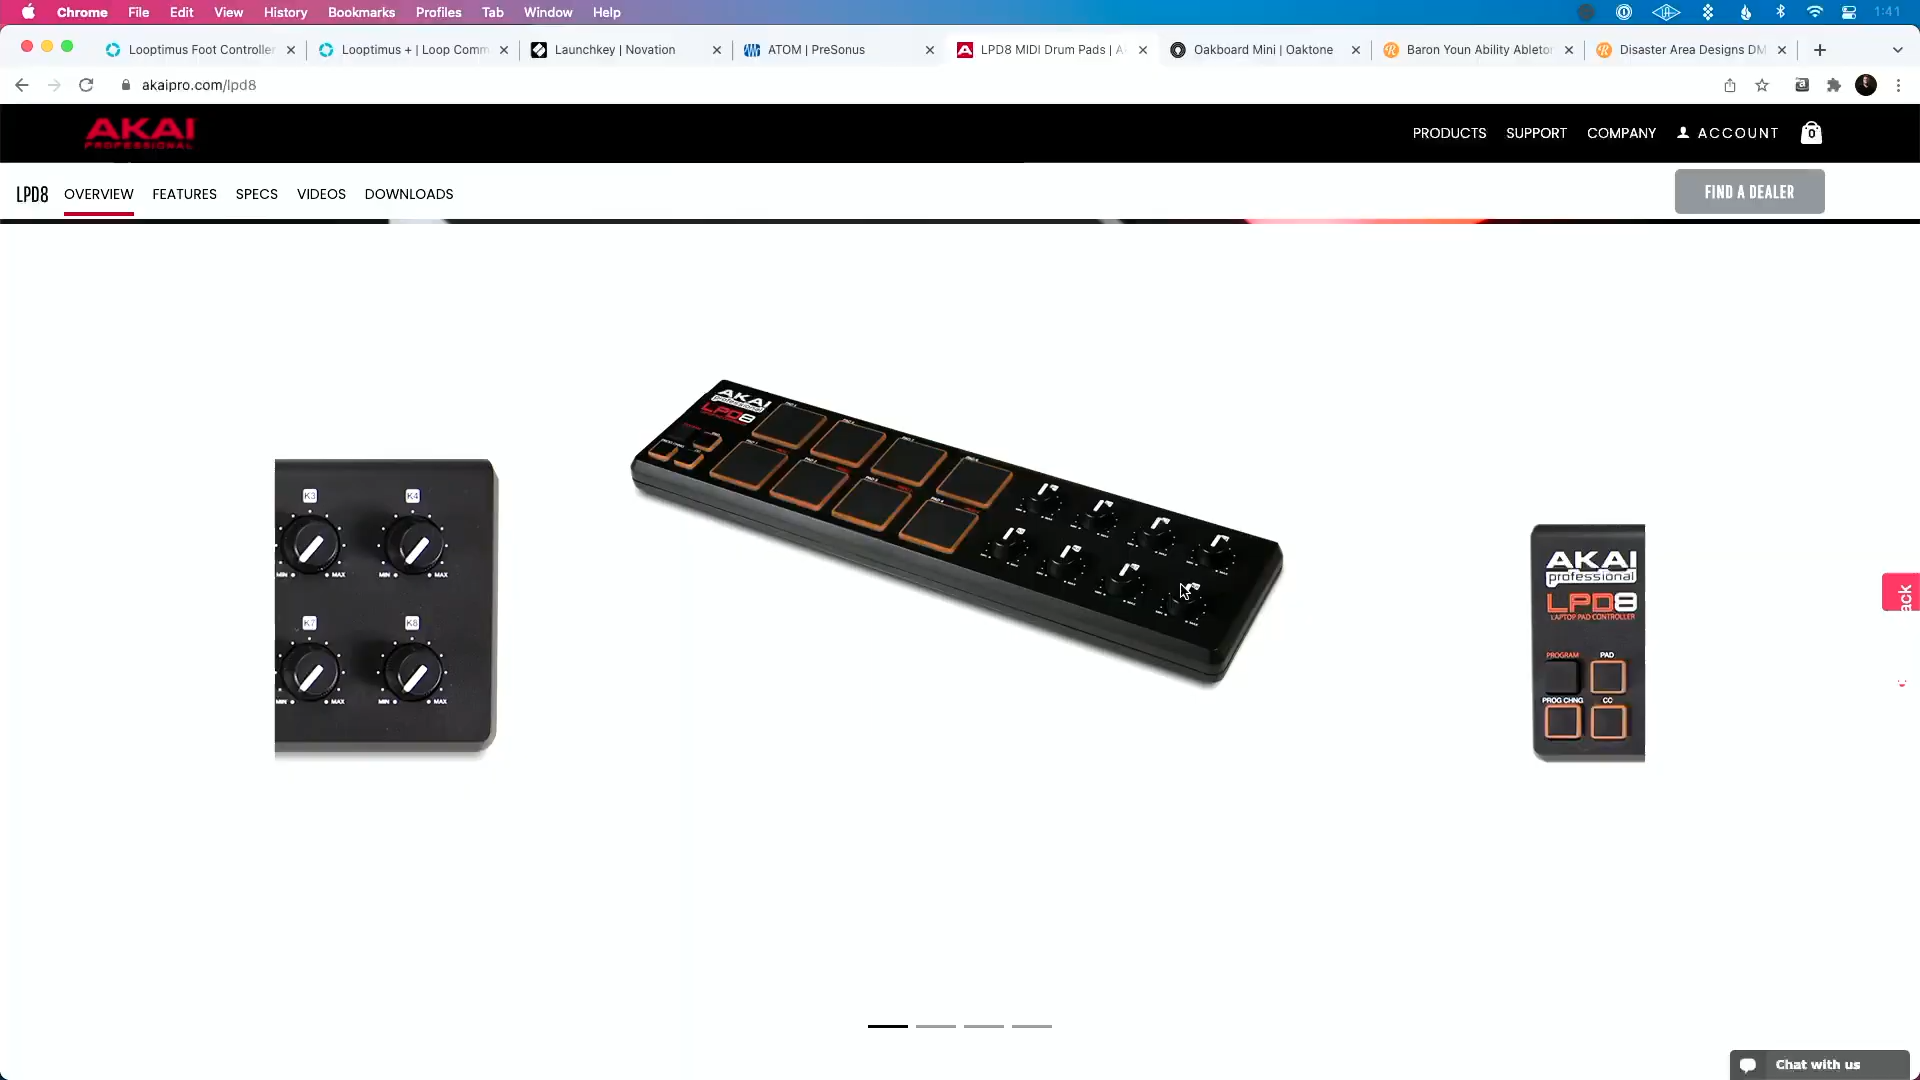 Chrome File Edit View History Bookmarks Profiles Tab Window Help 1:41
Looptimus Foot Controller Looptimus + | Loop Comm Launchkey | Novation ATOM | PreSonus LPD8 MIDI Drum Pads | A Oakboard Mini | Oaktone Baron Youn Ability Ableton Disaster Area Designs DM
akaipro.com/lpd8
AKAI
PROFESSIONAL
PRODUCTS SUPPORT COMPANY ACCOUNT 0
LPD8 OVERVIEW FEATURES SPECS VIDEOS DOWNLOADS FIND A DEALER
AKAI
professional
LPD8
K3 K4
MIN MAX MIN MAX
K7 K8
MIN MAX MIN MAX
AKAI
professional
LPD8
LAPTOP PAD CONTROLLER
PROGRAM PAD
PROG CHNG CC
ack
Chat with us